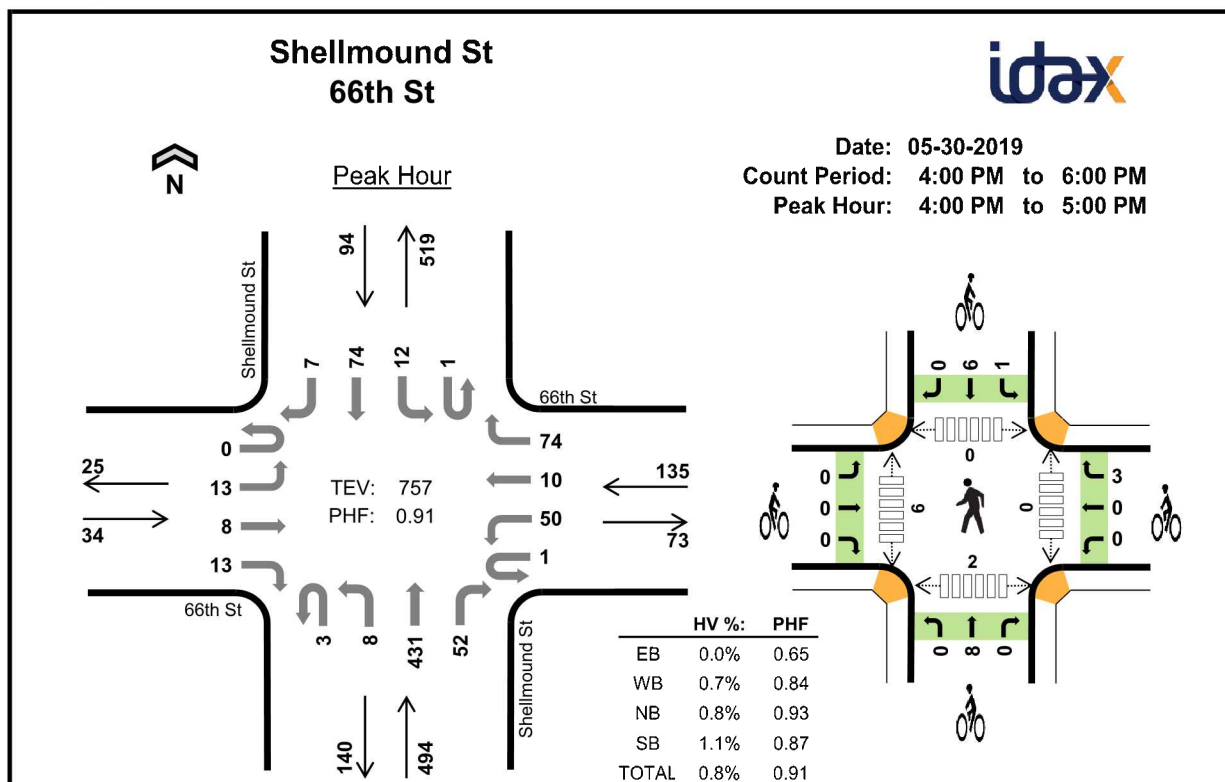 Shellmound St
66th St
idax
N
Peak Hour
Date: 05-30-2019
Count Period: 4:00 PM to 6:00 PM
Peak Hour: 4:00 PM to 5:00 PM
94
519
Shellmound St
7
74
12
1
66th St
0
13
8
13
25
34
TEV: 757
PHF: 0.91
74
10
50
1
135
73
66th St
3
8
431
52
Shellmound St
140
494
HV %: PHF
EB 0.0% 0.65
WB 0.7% 0.84
NB 0.8% 0.93
SB 1.1% 0.87
TOTAL 0.8% 0.91
0 6 1
0
0
0
0
0
3
0
0
6
0
2
0 8 0